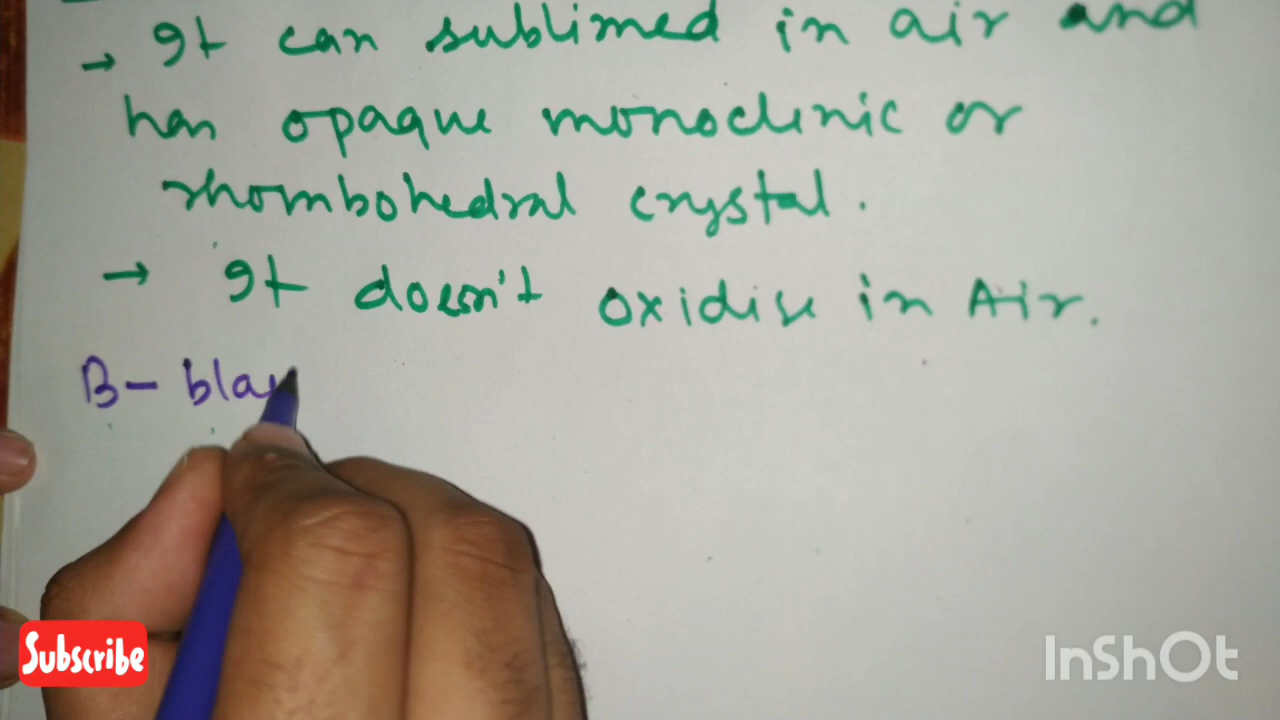 → It can sublimed in air and
has opaque monoclinic or
rhombohedral crystal.
→ It doesn't oxidise in Air.
B- bla
Subscribe
InShOt